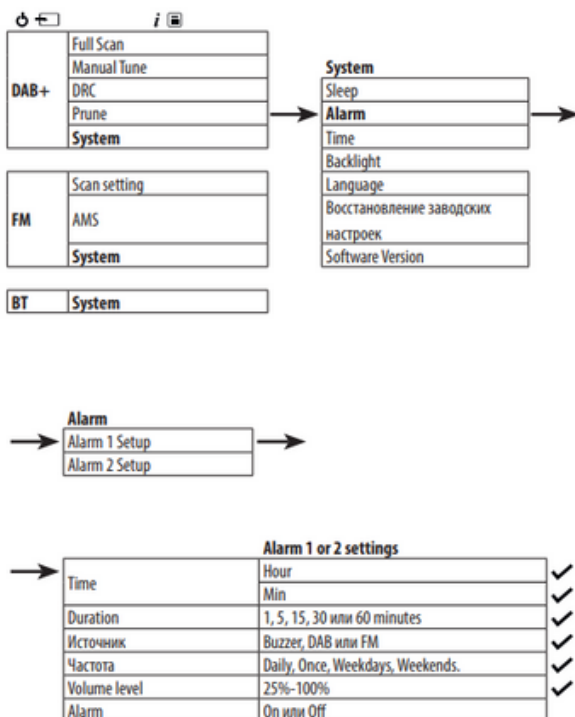 i
Full Scan
Manual Tune
DAB+
DRC
Prune
System
System
Sleep
Alarm
Time
Backlight
Language
Восстановление заводских
настроек
Software Version
Scan setting
FM
AMS
System
BT
System
Alarm
Alarm 1 Setup
Alarm 2 Setup
Alarm 1 or 2 settings
Time
Hour
Min
Duration
1, 5, 15, 30 или 60 minutes
Источник
Buzzer, DAB или FM
Частота
Daily, Once, Weekdays, Weekends.
Volume level
25%-100%
Alarm
On или Off